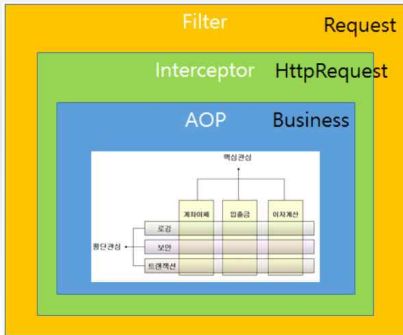 Filter Request
Interceptor HttpRequest
AOP Business
핵심관심
계좌이체 입출금 이자계산
로깅
횡단관심
보안
트랜잭션